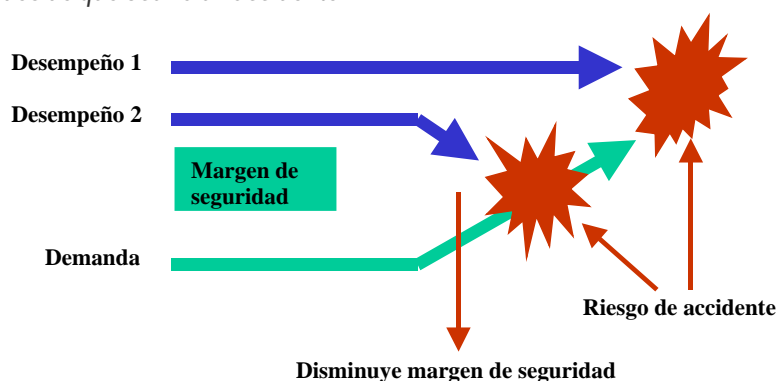 Desempeño 1
Desempeño 2
Margen de
seguridad
Demanda
Riesgo de accidente
Disminuye margen de seguridad